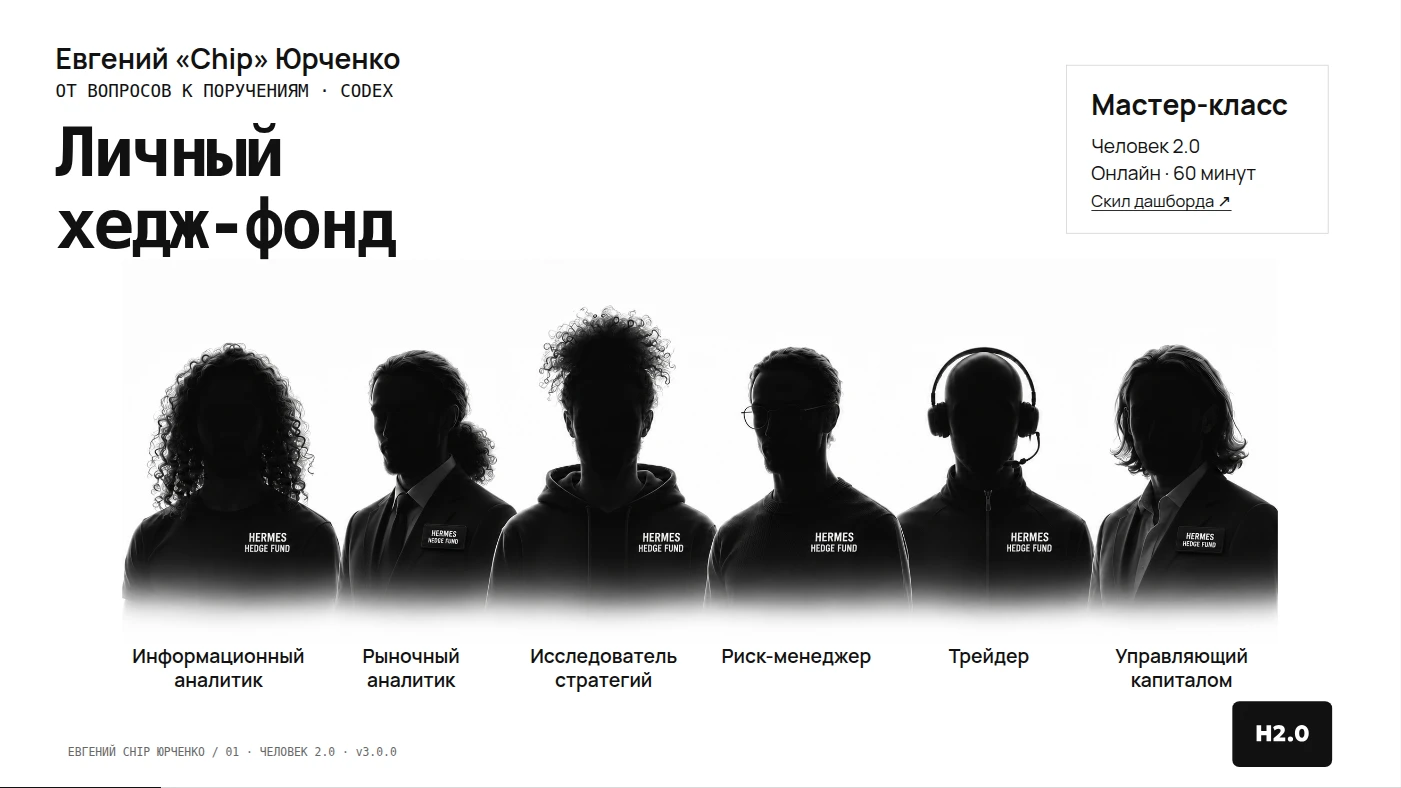 Евгений «Chip» Юрченко
ОТ ВОПРОСОВ К ПОРУЧЕНИЯМ · CODEX
Личный
хедж-фонд
Мастер-класс
Человек 2.0
Онлайн · 60 минут
Скил дашборда ↗
HERMES
HEDGE FUND
HERMES
HEDGE FUND
HERMES
HEDGE FUND
HERMES
HEDGE FUND
HERMES
HEDGE FUND
HERMES
HEDGE FUND
Информационный
аналитик
Рыночный
аналитик
Исследователь
стратегий
Риск-менеджер
Трейдер
Управляющий
капиталом
H2.0
ЕВГЕНИЙ CHIP ЮРЧЕНКО / 01 · ЧЕЛОВЕК 2.0 · v3.0.0